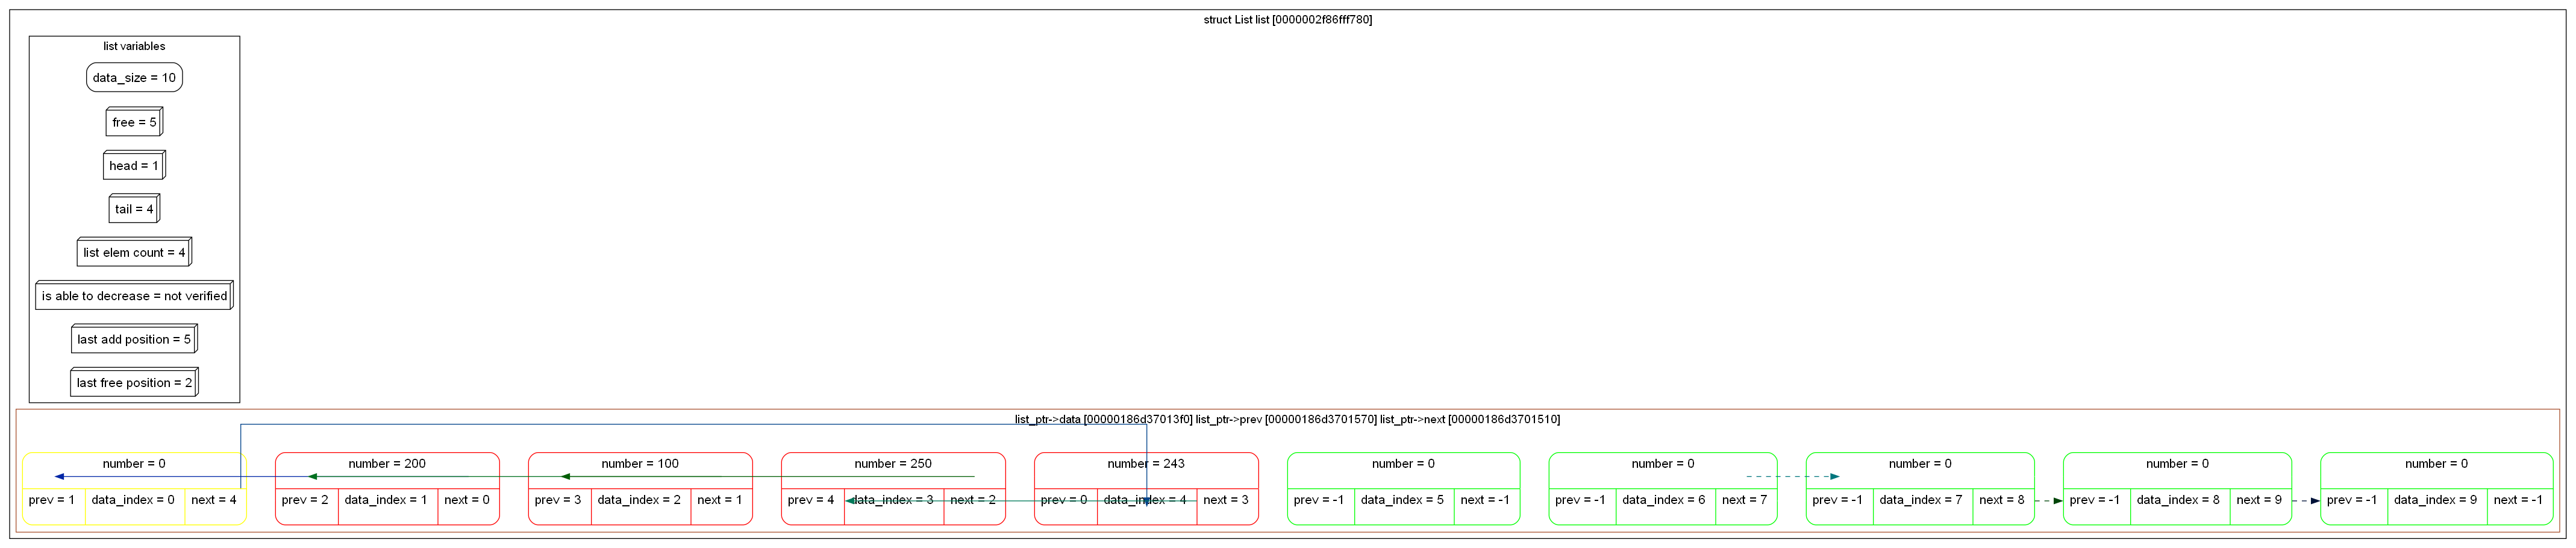 struct List list [0000002f86fff780]
list variables
data_size = 10
free = 5
head = 1
tail = 4
list elem count = 4
is able to decrease = not verified
last add position = 5
last free position = 2
list_ptr->data [00000186d37013f0] list_ptr->prev [00000186d3701570] list_ptr->next [00000186d3701510]
number = 0
prev = 1 data_index = 0 next = 4
number = 200
prev = 2 data_index = 1 next = 0
number = 100
prev = 3 data_index = 2 next = 1
number = 250
prev = 4 data_index = 3 next = 2
number = 243
prev = 0 data_index = 4 next = 3
number = 0
prev = -1 data_index = 5 next = -1
number = 0
prev = -1 data_index = 6 next = 7
number = 0
prev = -1 data_index = 7 next = 8
number = 0
prev = -1 data_index = 8 next = 9
number = 0
prev = -1 data_index = 9 next = -1